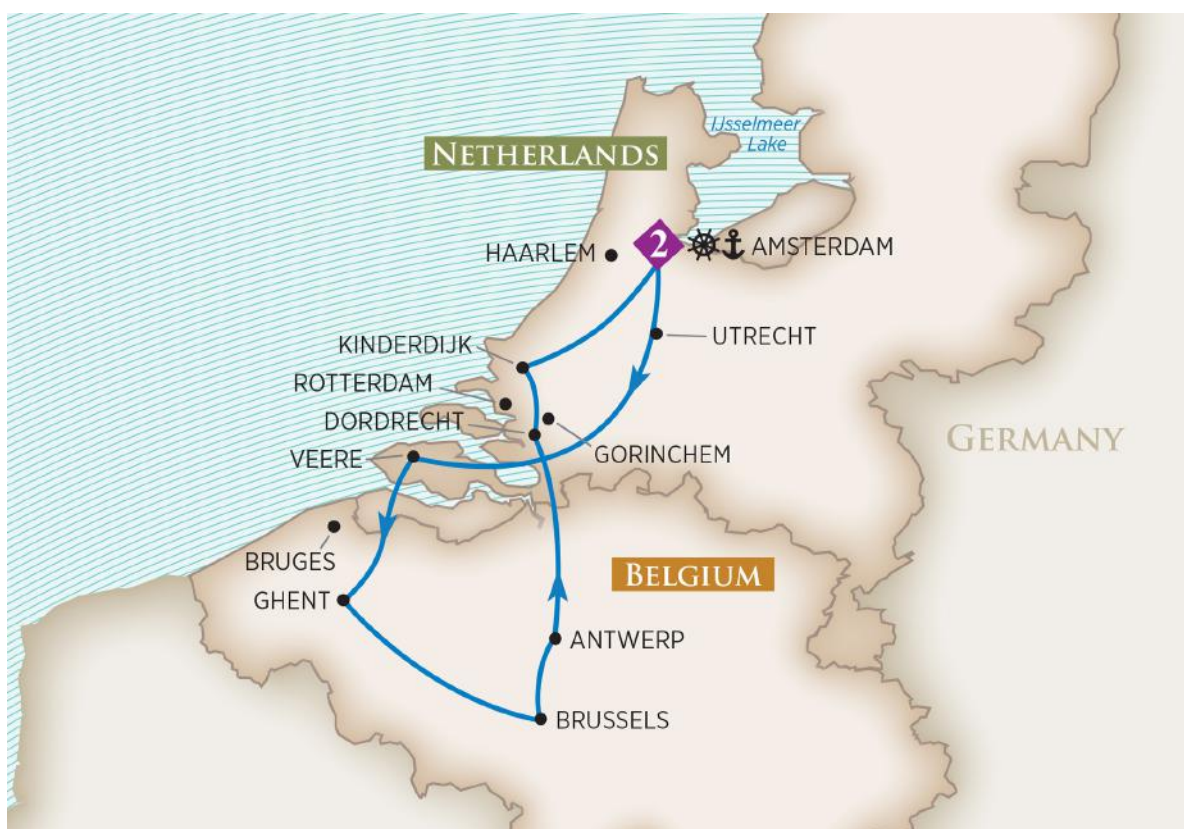 IJsselmeer
Lake
NETHERLANDS
2
HAARLEM
AMSTERDAM
UTRECHT
KINDERDIJK
ROTTERDAM
DORDRECHT
GORINCHEM
VEERE
GERMANY
BRUGES
BELGIUM
GHENT
ANTWERP
BRUSSELS